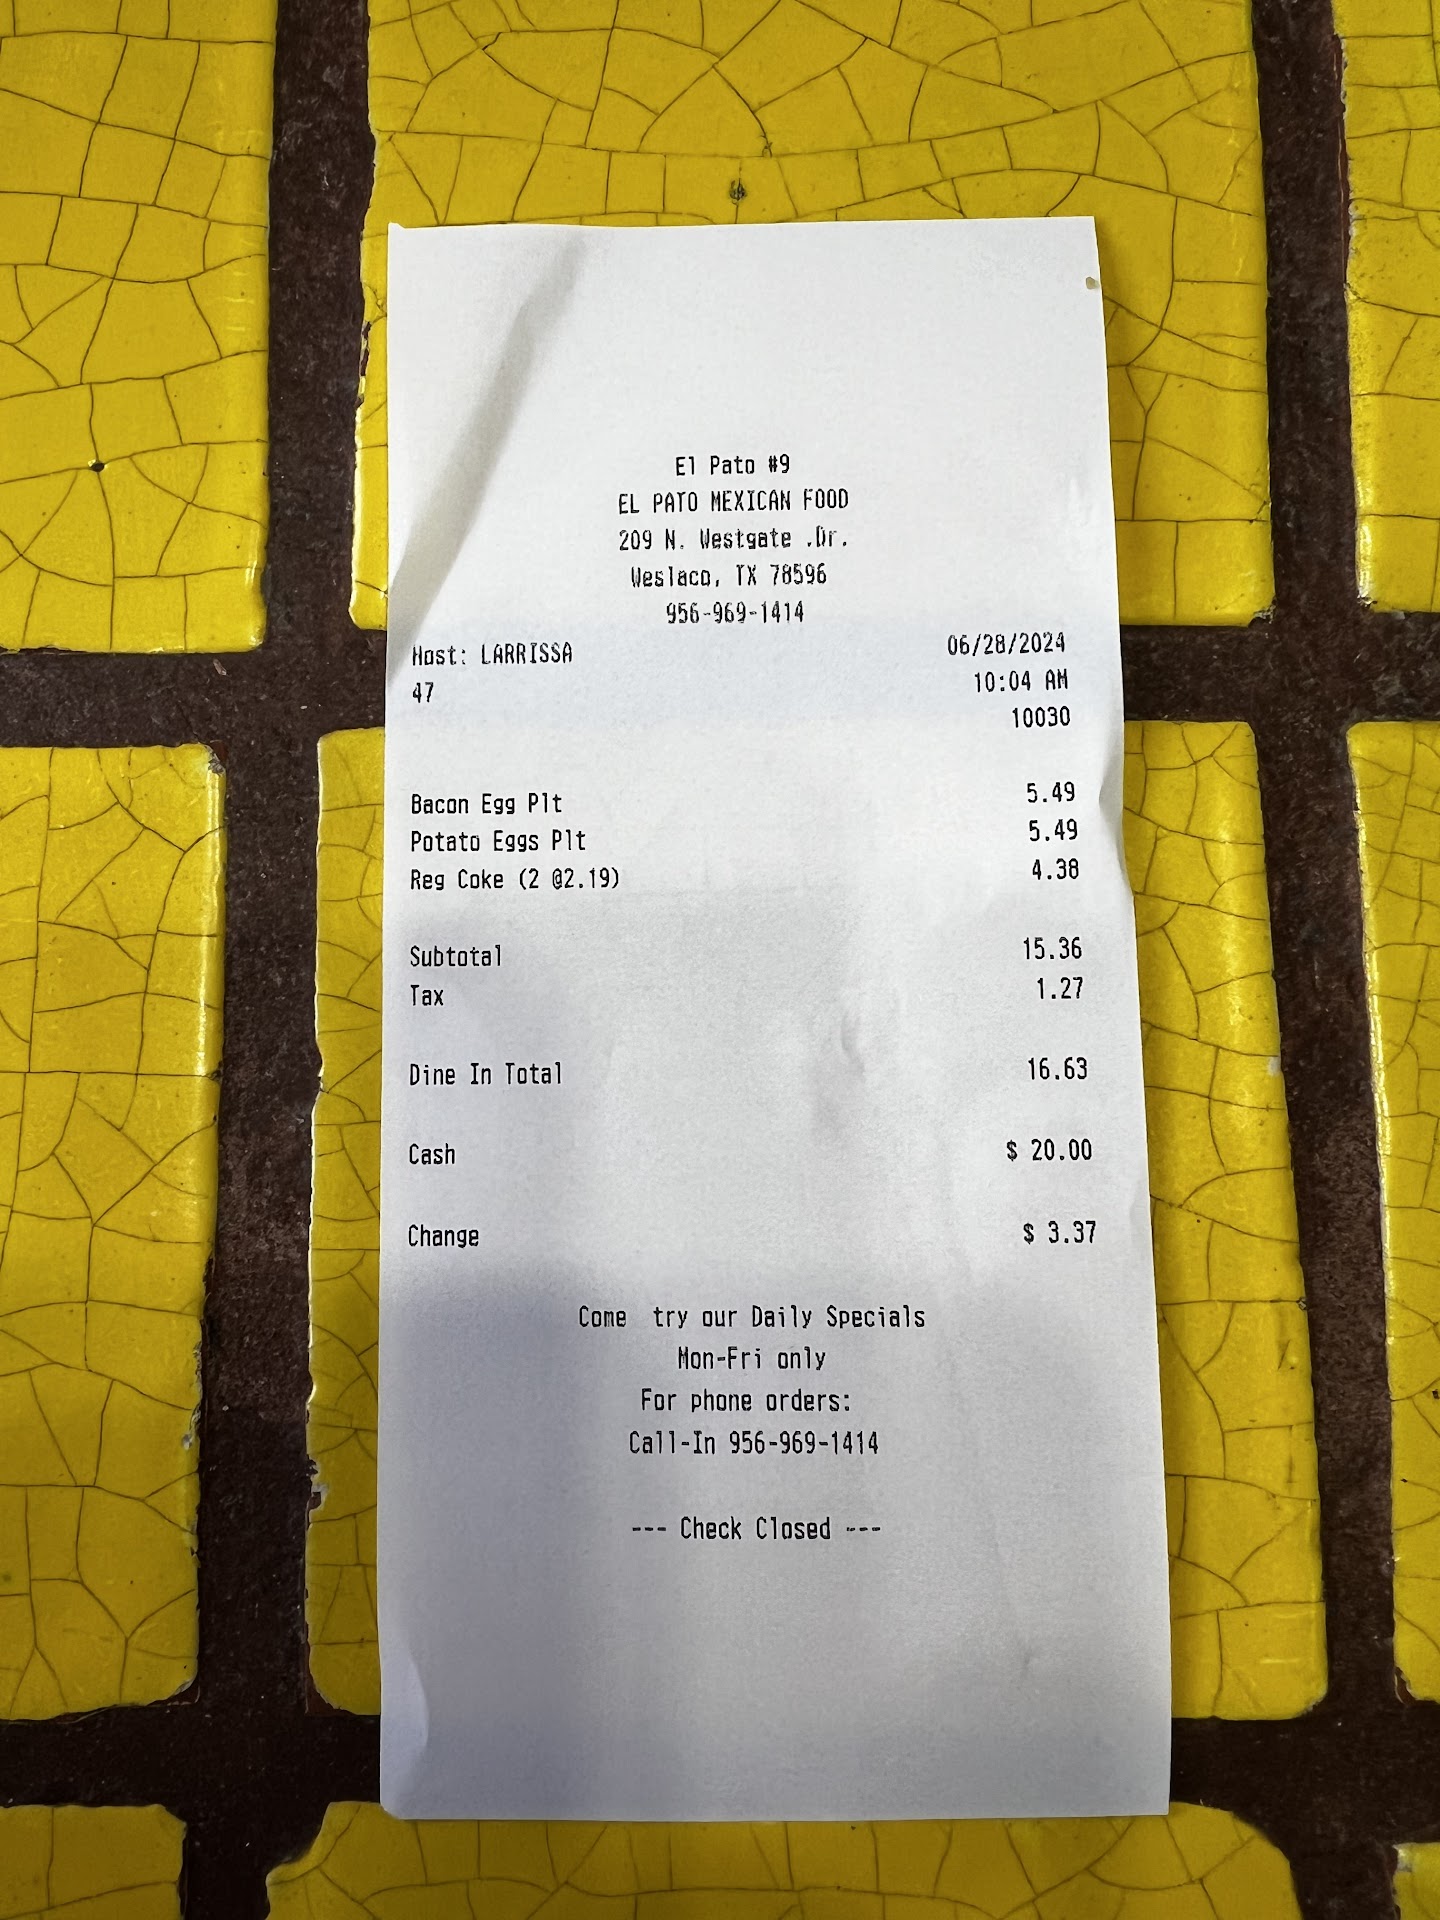 El Pato #9
EL PATO MEXICAN FOOD
209 N. Westgate .Dr.
Weslaco, TX 78596
956-969-1414
Host: LARRISSA 06/28/2024
47 10:04 AM
10030
Bacon Egg Plt 5.49
Potato Eggs Plt 5.49
Reg Coke (2 @2.19) 4.38
Subtotal 15.36
Tax 1.27
Dine In Total 16.63
Cash $ 20.00
Change $ 3.37
Come try our Daily Specials
Mon-Fri only
For phone orders:
Call-In 956-969-1414
--- Check Closed ---